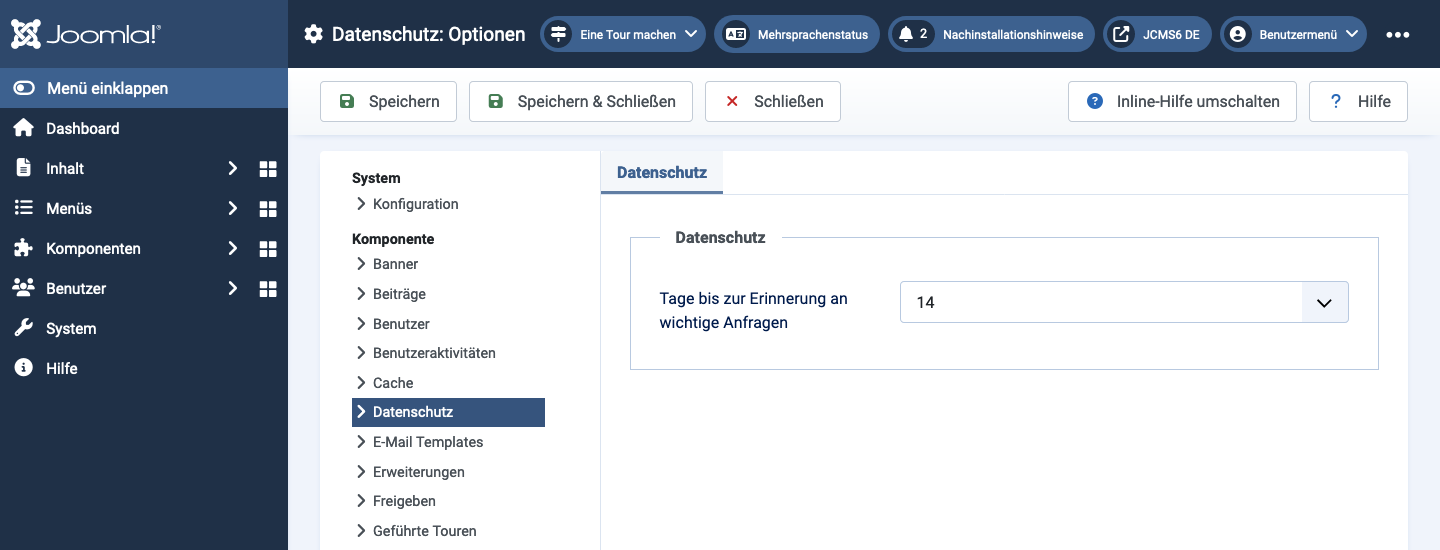 Joomla!®
Datenschutz: Optionen
Eine Tour machen
Mehrsprachenstatus
2 Nachinstallationshinweise
JCMS6 DE
Benutzermenü
Menü einklappen
Dashboard
Inhalt
Menüs
Komponenten
Benutzer
System
Hilfe
Speichern
Speichern & Schließen
Schließen
Inline-Hilfe umschalten
Hilfe
System
Konfiguration
Komponente
Banner
Beiträge
Benutzer
Benutzeraktivitäten
Cache
Datenschutz
E-Mail Templates
Erweiterungen
Freigeben
Geführte Touren
Datenschutz
Datenschutz
Tage bis zur Erinnerung an
wichtige Anfragen
14